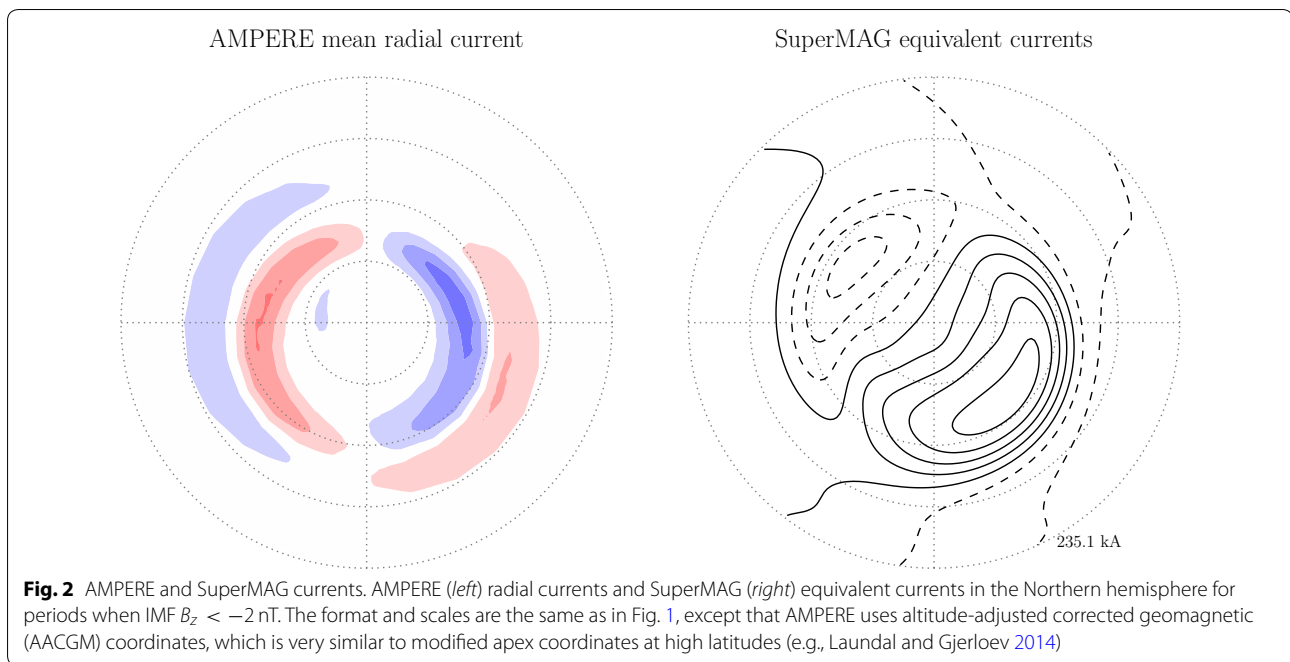 AMPERE mean radial current
SuperMAG equivalent currents
235.1 kA
Fig. 2 AMPERE and SuperMAG currents. AMPERE (left) radial currents and SuperMAG (right) equivalent currents in the Northern hemisphere for
periods when IMF Bz < −2 nT. The format and scales are the same as in Fig. 1, except that AMPERE uses altitude-adjusted corrected geomagnetic
(AACGM) coordinates, which is very similar to modified apex coordinates at high latitudes (e.g., Laundal and Gjerloev 2014)